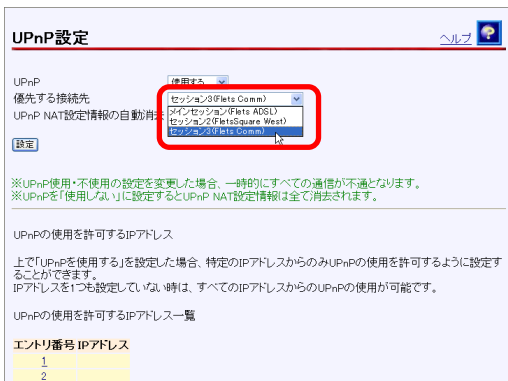 UPnP設定
ヘルプ ?
UPnP 使用する
優先する接続先 セッション3(Flets Comm)
UPnP NAT設定情報の自動消去
メインセッション(Flets ADSL)
セッション2(FletsSquare West)
セッション3(Flets Comm)
設定
※UPnP使用・不使用の設定を変更した場合、一時的にすべての通信が不通となります。
※UPnPを「使用しない」に設定するとUPnP NAT設定情報は全て消去されます。
UPnPの使用を許可するIPアドレス
上で「UPnPを使用する」を設定した場合、特定のIPアドレスからのみUPnPの使用を許可するように設定す
ることができます。
IPアドレスを1つも設定していない時は、すべてのIPアドレスからのUPnPの使用が可能です。
UPnPの使用を許可するIPアドレス一覧
エントリ番号 IPアドレス
1
2